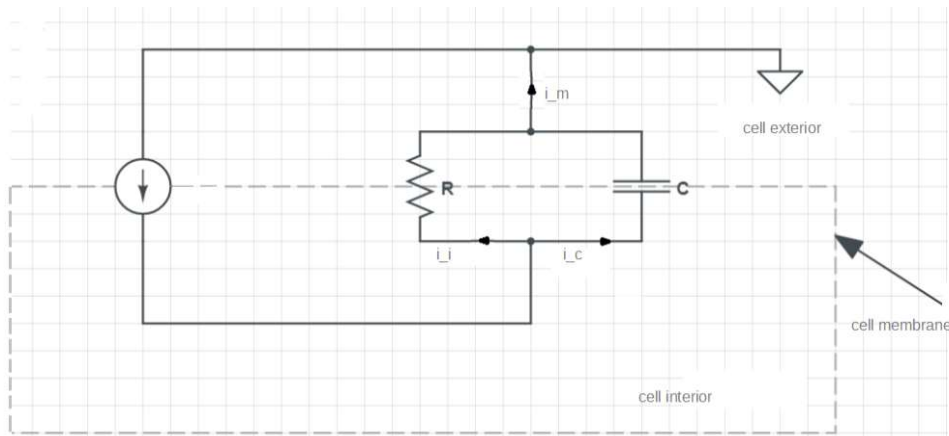 i_m
cell exterior
R
C
i_i
i_c
cell membrane
cell interior